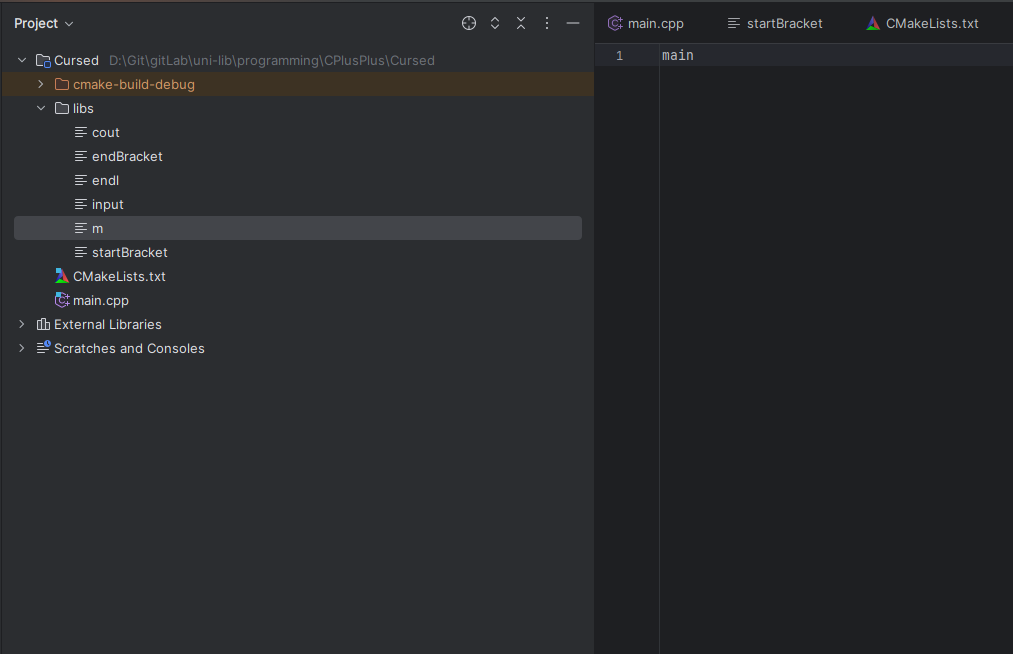 Project
main.cpp startBracket CMakeLists.txt
Cursed D:\Git\gitLab\uni-lib\programming\CPlusPlus\Cursed
cmake-build-debug
libs
cout
endBracket
endl
input
m
startBracket
CMakeLists.txt
main.cpp
External Libraries
Scratches and Consoles
1 main